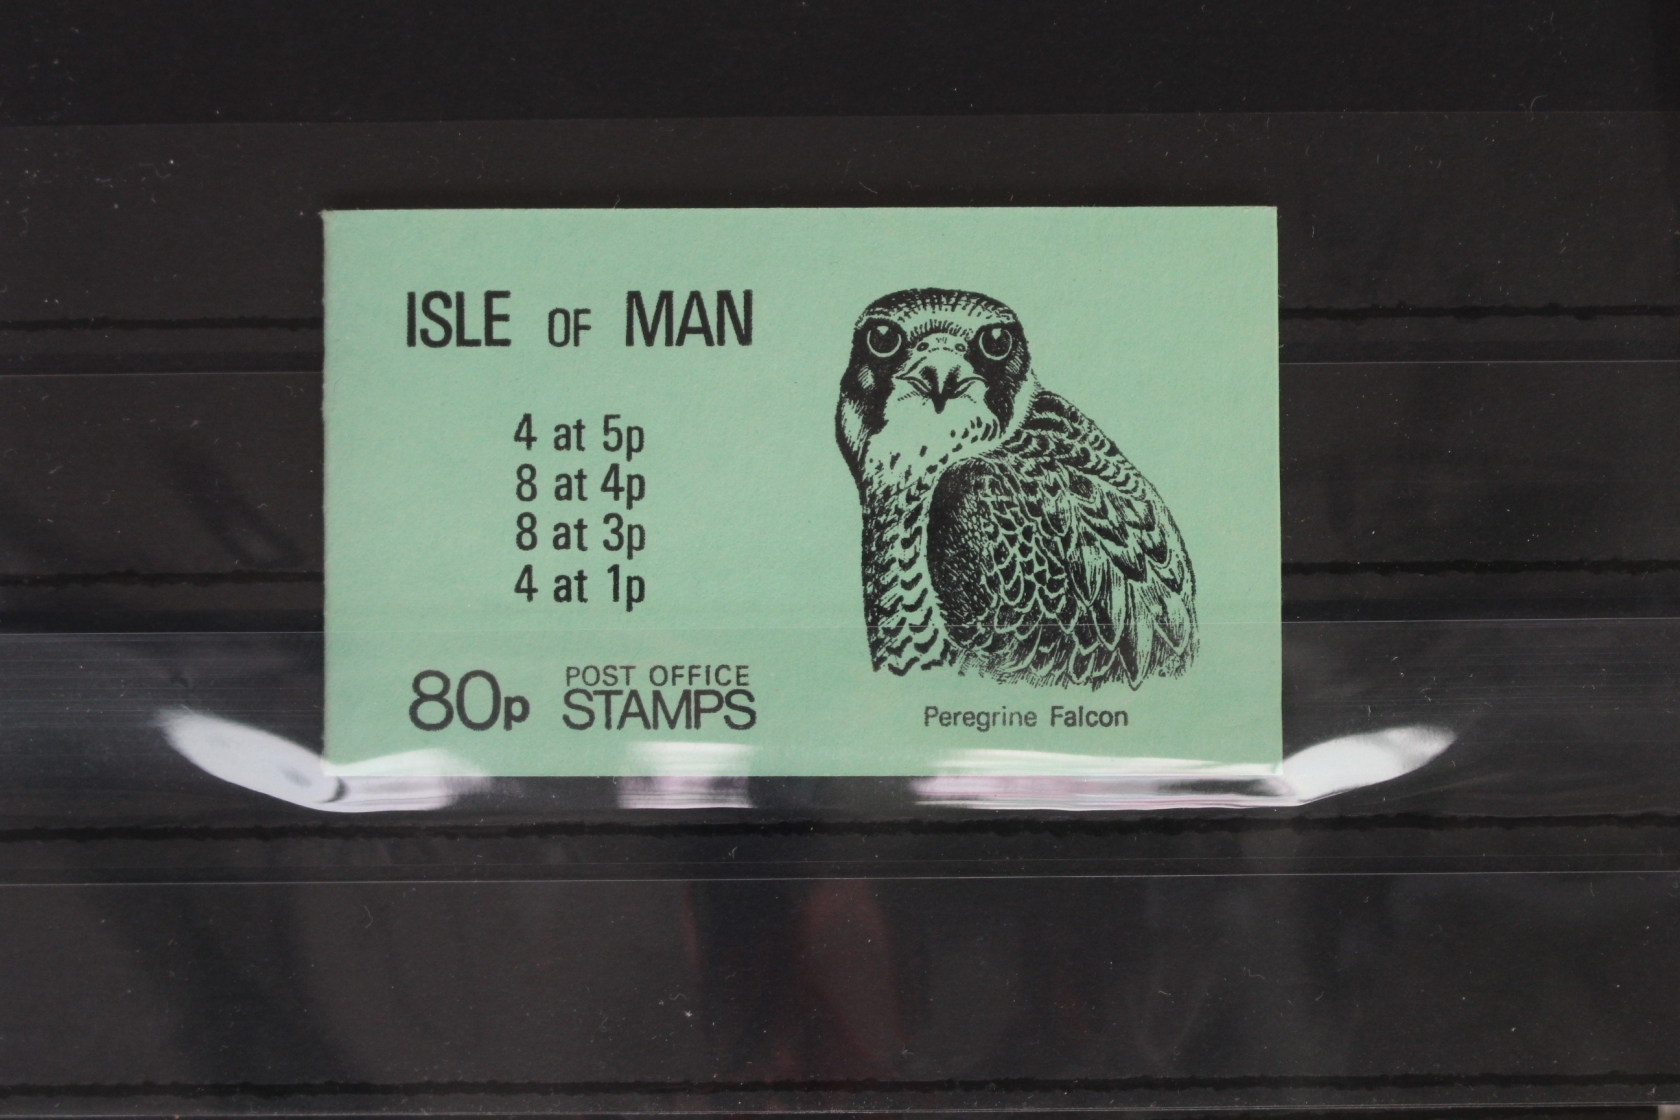 ISLE OF MAN
4 at 5p
8 at 4p
8 at 3p
4 at 1p
80p POST OFFICE STAMPS
Peregrine Falcon